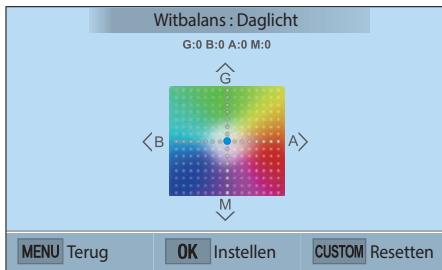 Witbalans : Daglicht
G:0 B:0 A:0 M:0
G
B A
M
MENU Terug OK Instellen CUSTOM Resetten